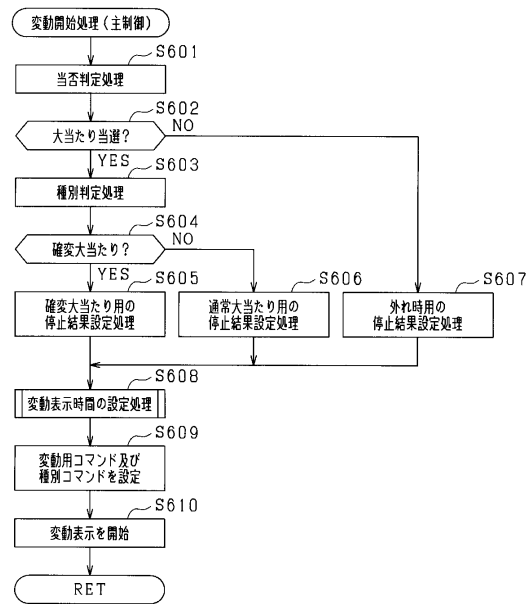 変動開始処理(主制御)
S601
当否判定処理
S602
大当たり当選?
NO
YES
S603
種別判定処理
S604
確変大当たり?
NO
YES
S605
確変大当たり用の
停止結果設定処理
S606
通常大当たり用の
停止結果設定処理
S607
外れ時用の
停止結果設定処理
S608
変動表示時間の設定処理
S609
変動用コマンド及び
種別コマンドを設定
S610
変動表示を開始
RET